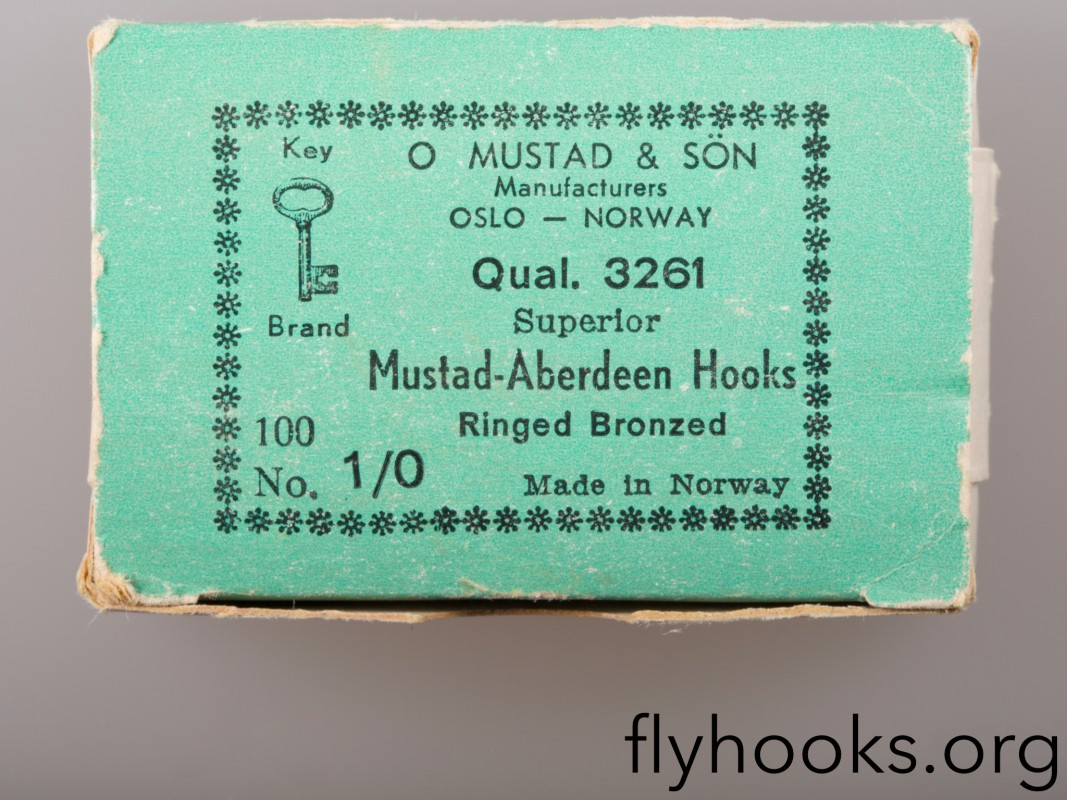 Key
O MUSTAD & SÖN
Manufacturers
OSLO — NORWAY
Qual. 3261
Brand
Superior
Mustad-Aberdeen Hooks
Ringed Bronzed
100
No. 1/0
Made in Norway
flyhooks.org